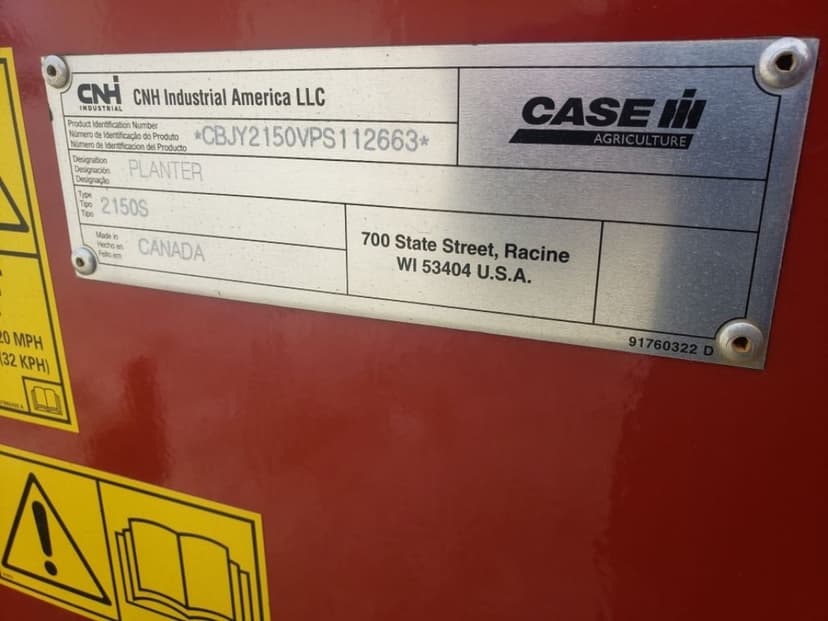 CNH
INDUSTRIAL
CNH Industrial America LLC
CASE IH
AGRICULTURE
Product Identification Number
Número de Identificação do Produto
Número de Identificacion del Producto
*CBJY2150VPS112663*
Designation
Designación
Designação
PLANTER
Type
Tipo
Tipo
2150S
Made in
Hecho en
Feito em
CANADA
700 State Street, Racine
WI 53404 U.S.A.
91760322 D
20 MPH
(32 KPH)